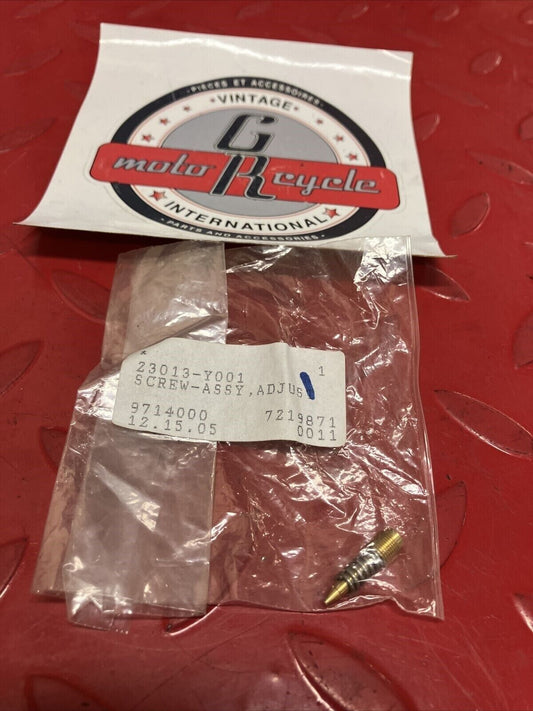 PIECES ET ACCESSOIRES
VINTAGE
G
moto R cycle
INTERNATIONAL
PARTS AND ACCESSORIES
*
23013-Y001 1
SCREW-ASSY,ADJUS
9714000 7219871
12.15.05 0011